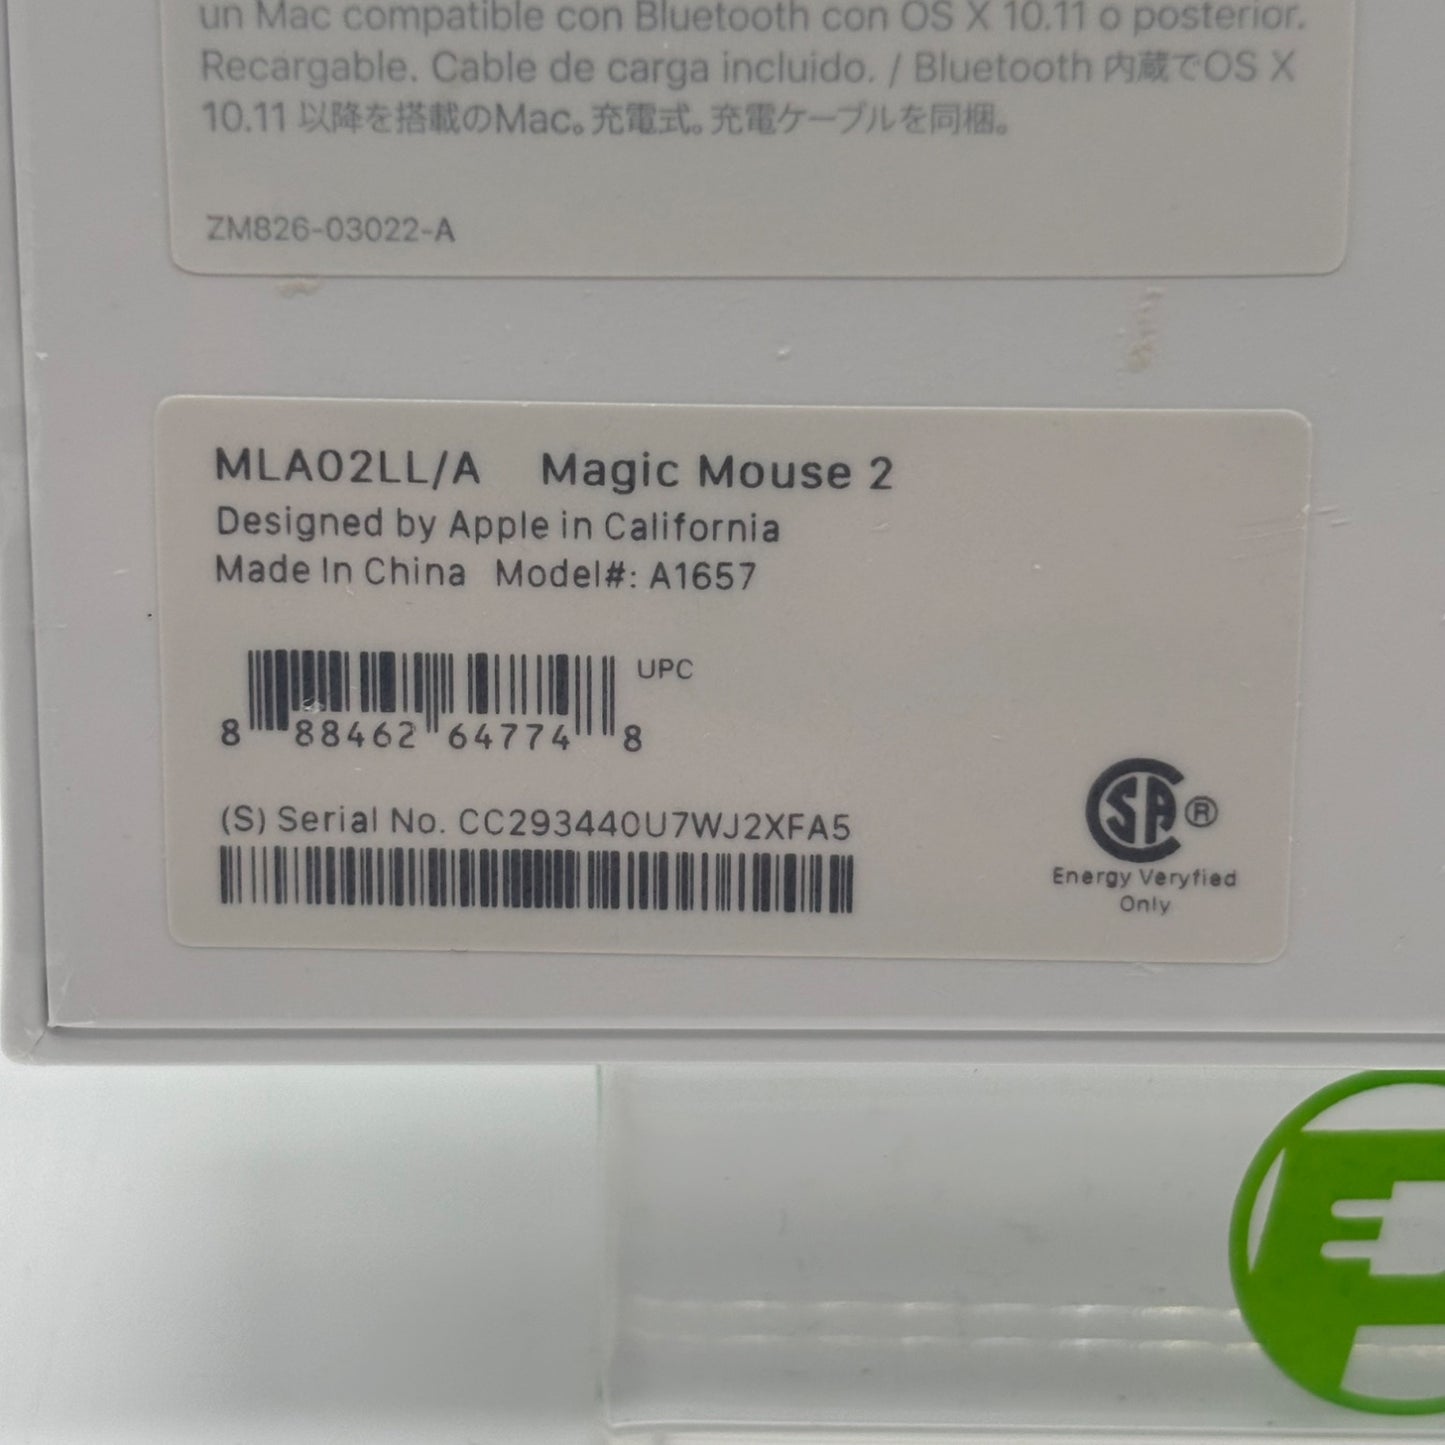 un Mac compatible con Bluetooth con OS X 10.11 o posterior.
Recargable. Cable de carga incluido. / Bluetooth 内蔵でOS X
10.11 以降を搭載のMac。充電式。充電ケーブルを同梱。
ZM826-03022-A
MLA02LL/A Magic Mouse 2
Designed by Apple in California
Made In China Model#: A1657
UPC
8 88462 64774 8
(S) Serial No. CC293440U7WJ2XFA5
CSA®
Energy Veryfied
Only